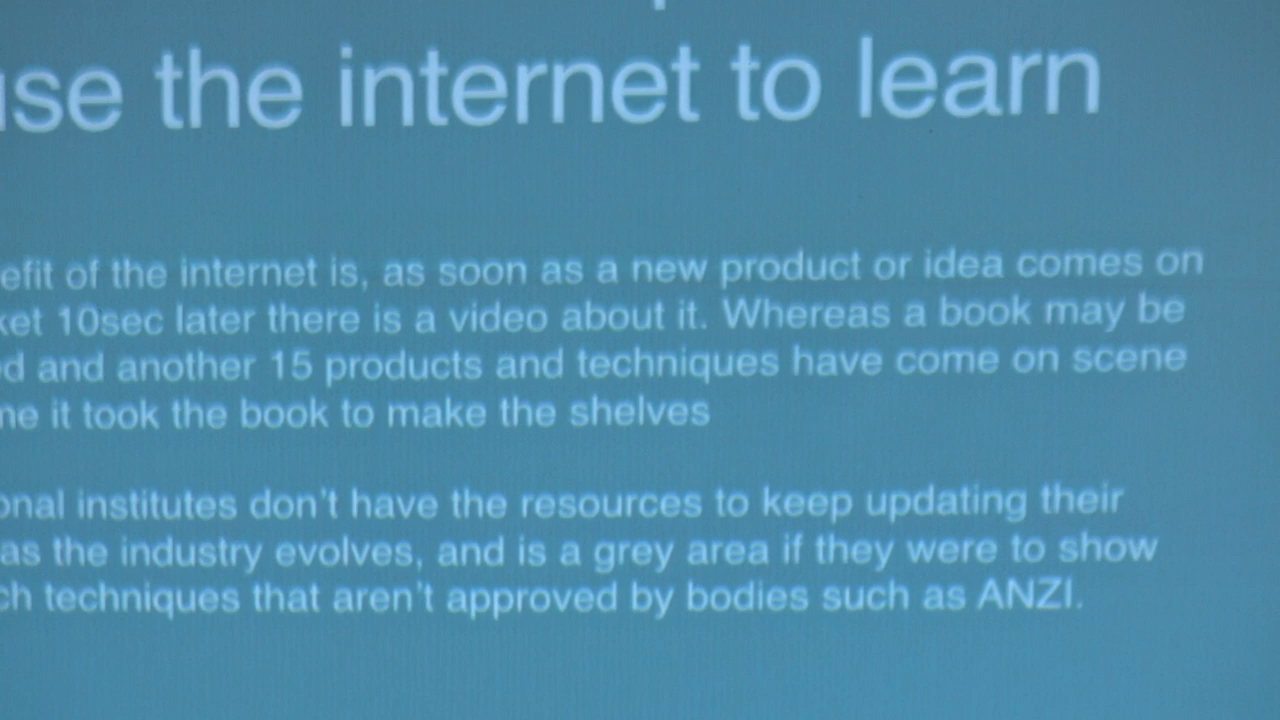 use the internet to learn
efit of the internet is, as soon as a new product or idea comes on
ket 10sec later there is a video about it. Whereas a book may be
d and another 15 products and techniques have come on scene
me it took the book to make the shelves
onal institutes don't have the resources to keep updating their
as the industry evolves, and is a grey area if they were to show
ch techniques that aren't approved by bodies such as ANZI.